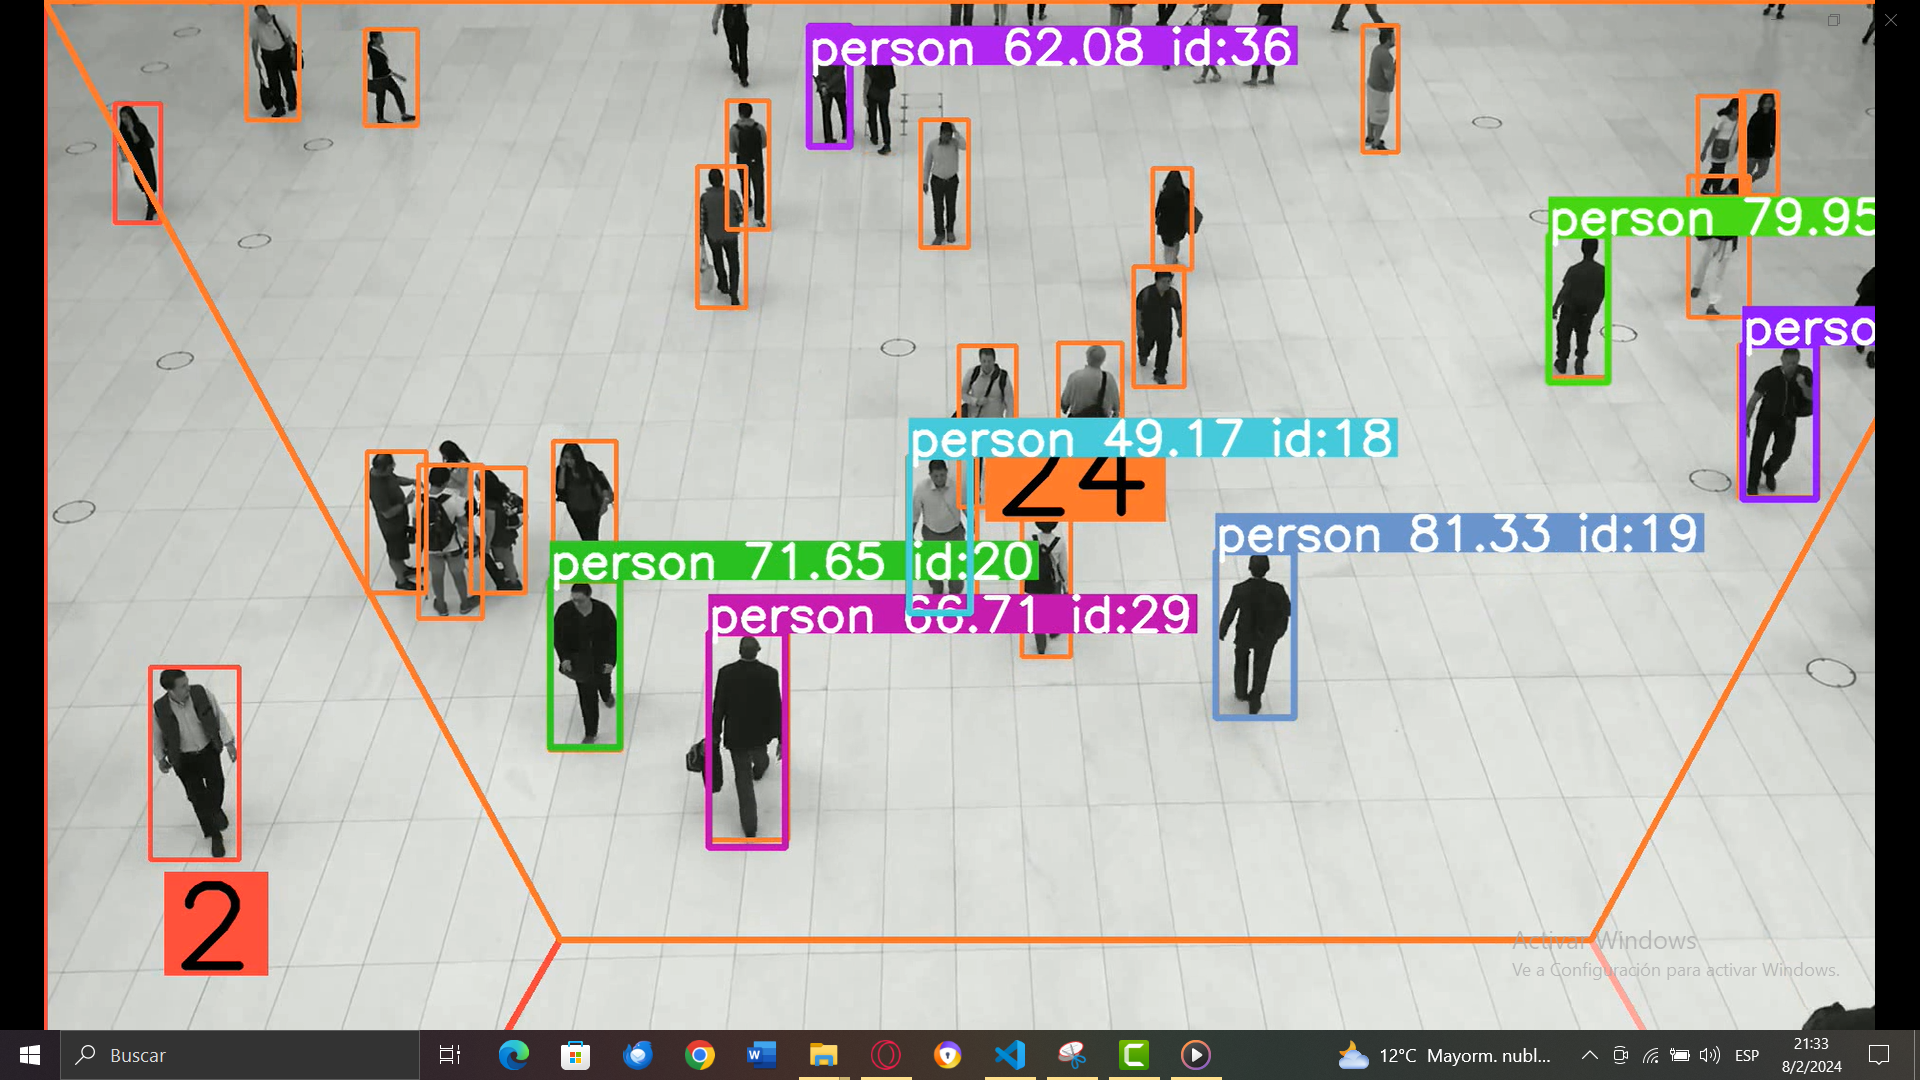 person 62.08 id:36
person 79.95
perso
person 49.17 id:18
24
person 81.33 id:19
person 71.65 id:20
person 66.71 id:29
2
Activar Windows
Ve a Configuración para activar Windows.
Buscar
12°C Mayorm. nubl...
ESP
21:33
8/2/2024